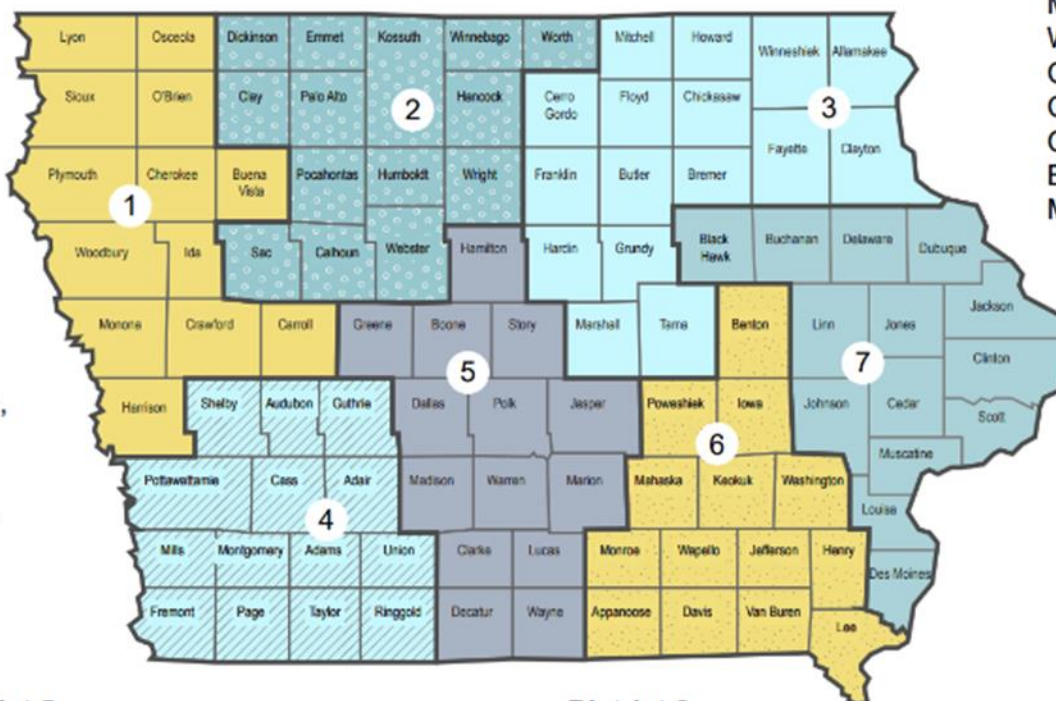 Lyon Osceola Dickinson Emmet Kossuth Winnebago Worth Mitchell Howard Winneshiek Allamakee
Sioux O'Brien Clay Palo Alto 2 Hancock Cerro Gordo Floyd Chickasaw 3
Plymouth Cherokee Buena Vista Pocahontas Humboldt Wright Franklin Butler Bremer Fayette Clayton
1
Woodbury Ida Sac Calhoun Webster Hamilton Hardin Grundy Black Hawk Buchanan Delaware Dubuque
Monona Crawford Carroll Greene Boone Story Marshall Tama Benton Linn Jones Jackson
5 7 Clinton
Harrison Shelby Audubon Guthrie Dallas Polk Jasper Poweshiek Iowa Johnson Cedar Scott
6
Pottawattamie Cass Adair Madison Warren Marion Mahaska Keokuk Washington Muscatine
4 Louisa
Mills Montgomery Adams Union Clarke Lucas Monroe Wapello Jefferson Henry Des Moines
Fremont Page Taylor Ringgold Decatur Wayne Appanoose Davis Van Buren Lee